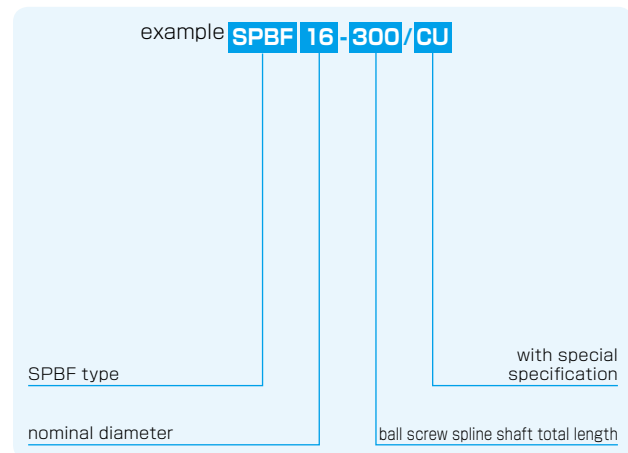 example SPBF 16 - 300 / CU
with special
specification
SPBF type
nominal diameter
ball screw spline shaft total length